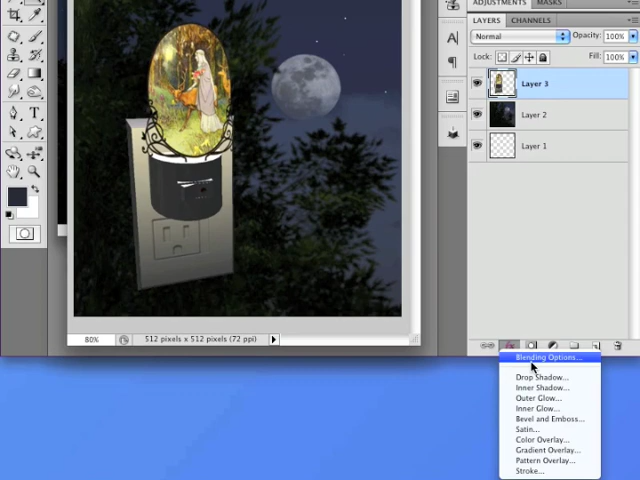 ADJUSTMENTS MASKS
LAYERS CHANNELS
Normal Opacity: 100%
Lock: Fill: 100%
Layer 3
Layer 2
Layer 1
A
¶
T
80% 512 pixels x 512 pixels (72 ppi)
fx
Blending Options...
Drop Shadow...
Inner Shadow...
Outer Glow...
Inner Glow...
Bevel and Emboss...
Satin...
Color Overlay...
Gradient Overlay...
Pattern Overlay...
Stroke...